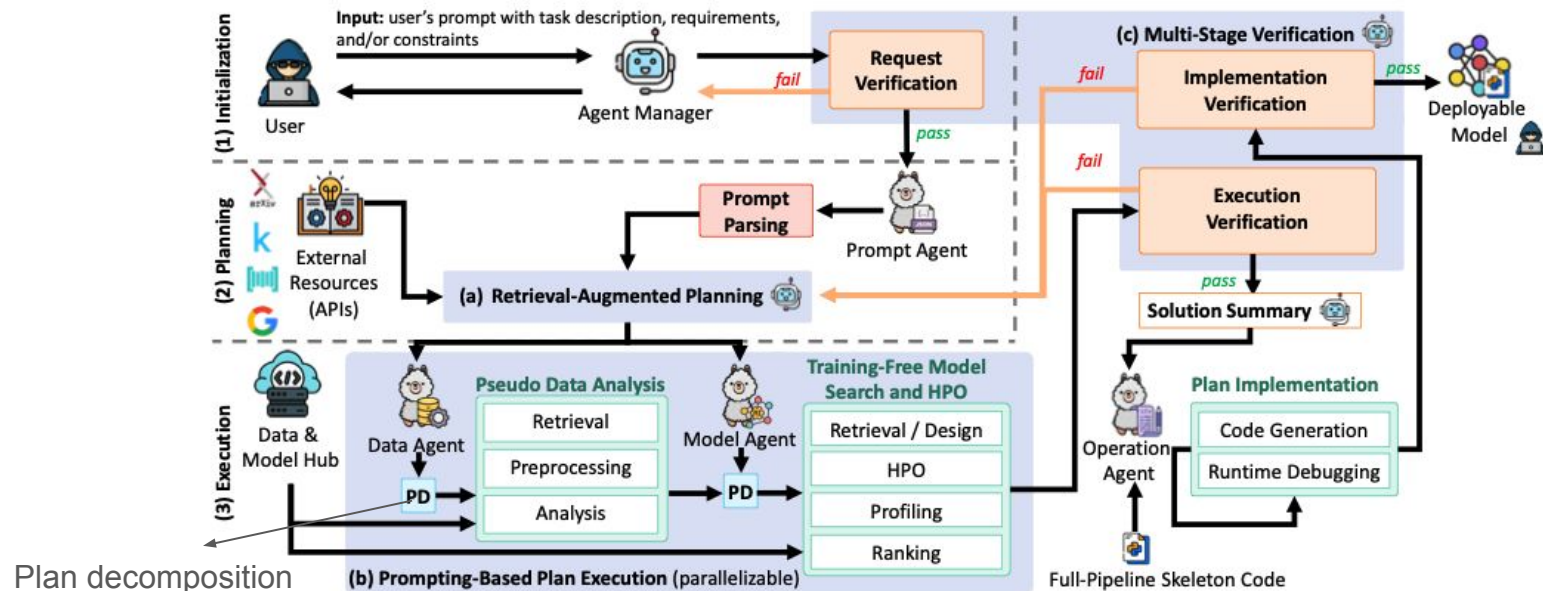 Input: user's prompt with task description, requirements,
and/or constraints
(1) Initialization
User
Agent Manager
fail
Request
Verification
pass
(c) Multi-Stage Verification
fail
Implementation
Verification
pass
Deployable
Model
fail
Execution
Verification
pass
Solution Summary
(2) Planning
arXiv
k
G
External
Resources
(APIs)
Prompt
Parsing
Prompt Agent
(a) Retrieval-Augmented Planning
(3) Execution
Data &
Model Hub
Data Agent
PD
Pseudo Data Analysis
Retrieval
Preprocessing
Analysis
Model Agent
PD
Training-Free Model
Search and HPO
Retrieval / Design
HPO
Profiling
Ranking
(b) Prompting-Based Plan Execution (parallelizable)
Operation
Agent
Plan Implementation
Code Generation
Runtime Debugging
Full-Pipeline Skeleton Code
Plan decomposition